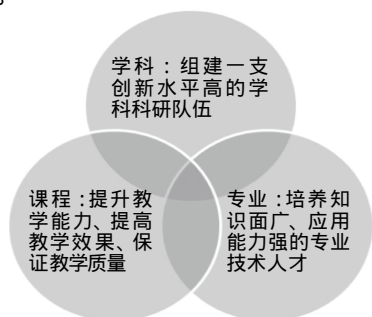 学科：组建一支
创新水平高的学
科科研队伍
课程：提升教
学能力、提高
教学效果、保
证教学质量
专业：培养知
识面广、应用
能力强的专业
技术人才